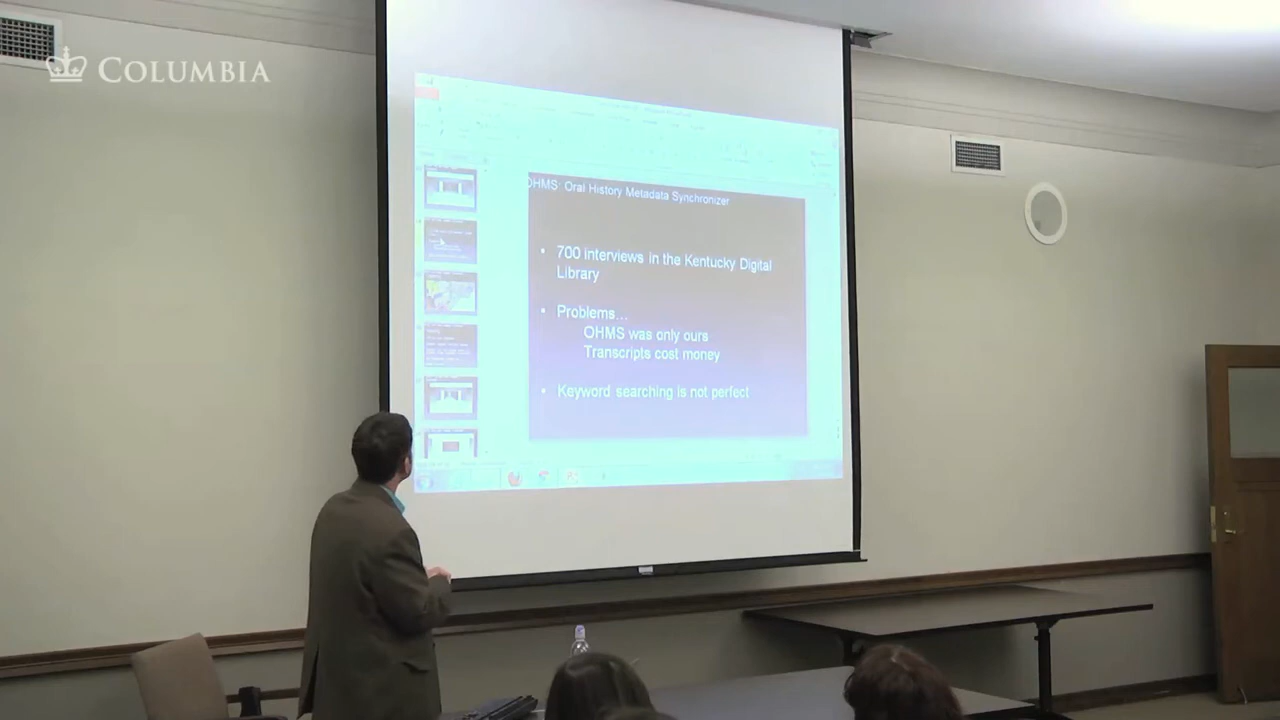 COLUMBIA
OHMS: Oral History Metadata Synchronizer
• 700 interviews in the Kentucky Digital
Library
• Problems...
OHMS was only ours
Transcripts cost money
• Keyword searching is not perfect